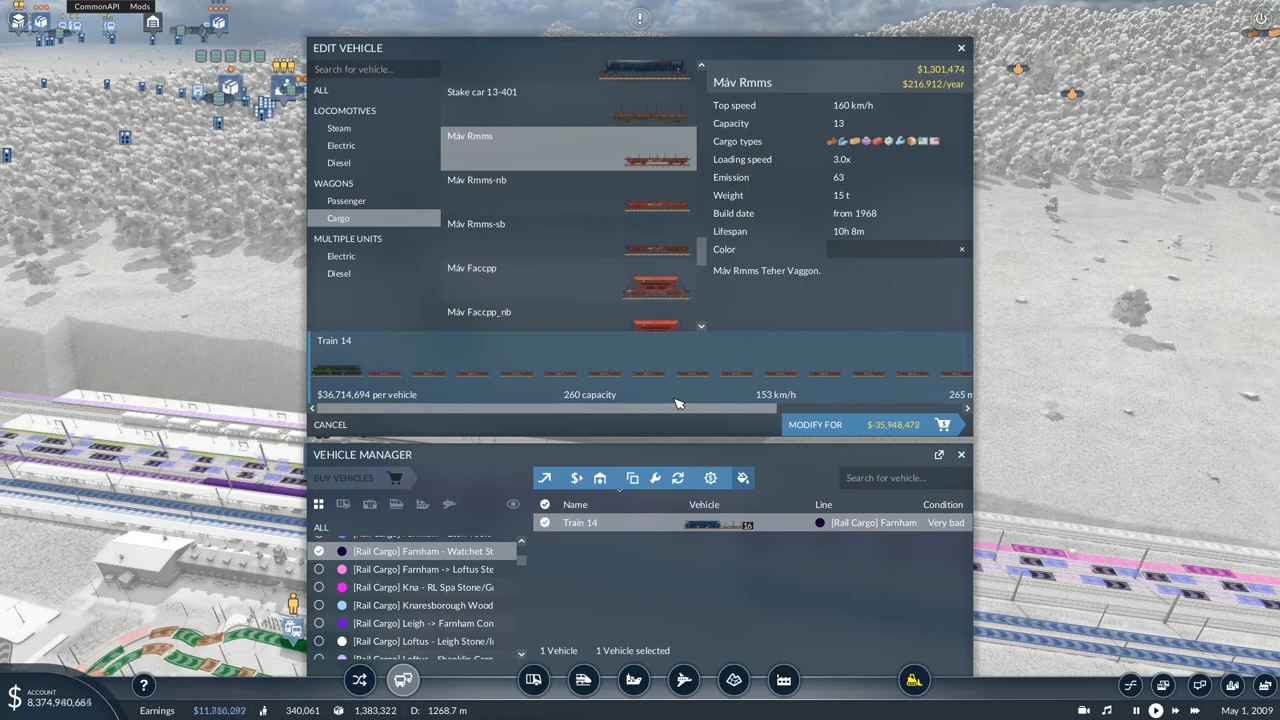 CommonAPI Mods
EDIT VEHICLE
Search for vehicle...
ALL
LOCOMOTIVES
Steam
Electric
Diesel
WAGONS
Passenger
Cargo
MULTIPLE UNITS
Electric
Diesel
Stake car 13-401
Máv Rmms
Máv Rmms-nb
Máv Rmms-sb
Máv Faccpp
Máv Faccpp_nb
$1,301,474
Máv Rmms $216,912/year
Top speed 160 km/h
Capacity 13
Cargo types
Loading speed 3.0x
Emission 63
Weight 15 t
Build date from 1968
Lifespan 10h 8m
Color
Máv Rmms Teher Vaggon.
Train 14
$36,714,694 per vehicle 260 capacity 153 km/h 265 m
CANCEL MODIFY FOR $-35,948,472
VEHICLE MANAGER
BUY VEHICLES
Search for vehicle...
ALL
[Rail Cargo] Farnham - Watchet St
[Rail Cargo] Farnham -> Loftus Ste
[Rail Cargo] Kna - RL Spa Stone/Gr
[Rail Cargo] Knaresborough Wood
[Rail Cargo] Leigh -> Farnham Con
[Rail Cargo] Loftus - Leigh Stone/Ir
Name Vehicle Line Condition
Train 14 16 [Rail Cargo] Farnham Very bad
1 Vehicle 1 Vehicle selected
$ ACCOUNT
?
Earnings 340,061 1,383,322 D: 1268.7 m May 1, 2009